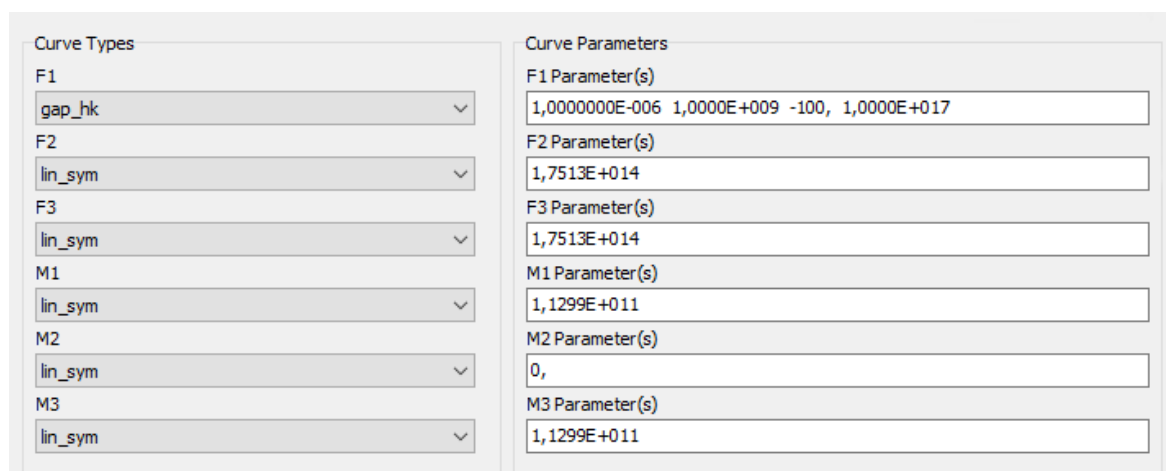 Curve Types
F1
gap_hk
F2
lin_sym
F3
lin_sym
M1
lin_sym
M2
lin_sym
M3
lin_sym
Curve Parameters
F1 Parameter(s)
1,0000000E-006 1,0000E+009 -100, 1,0000E+017
F2 Parameter(s)
1,7513E+014
F3 Parameter(s)
1,7513E+014
M1 Parameter(s)
1,1299E+011
M2 Parameter(s)
0,
M3 Parameter(s)
1,1299E+011